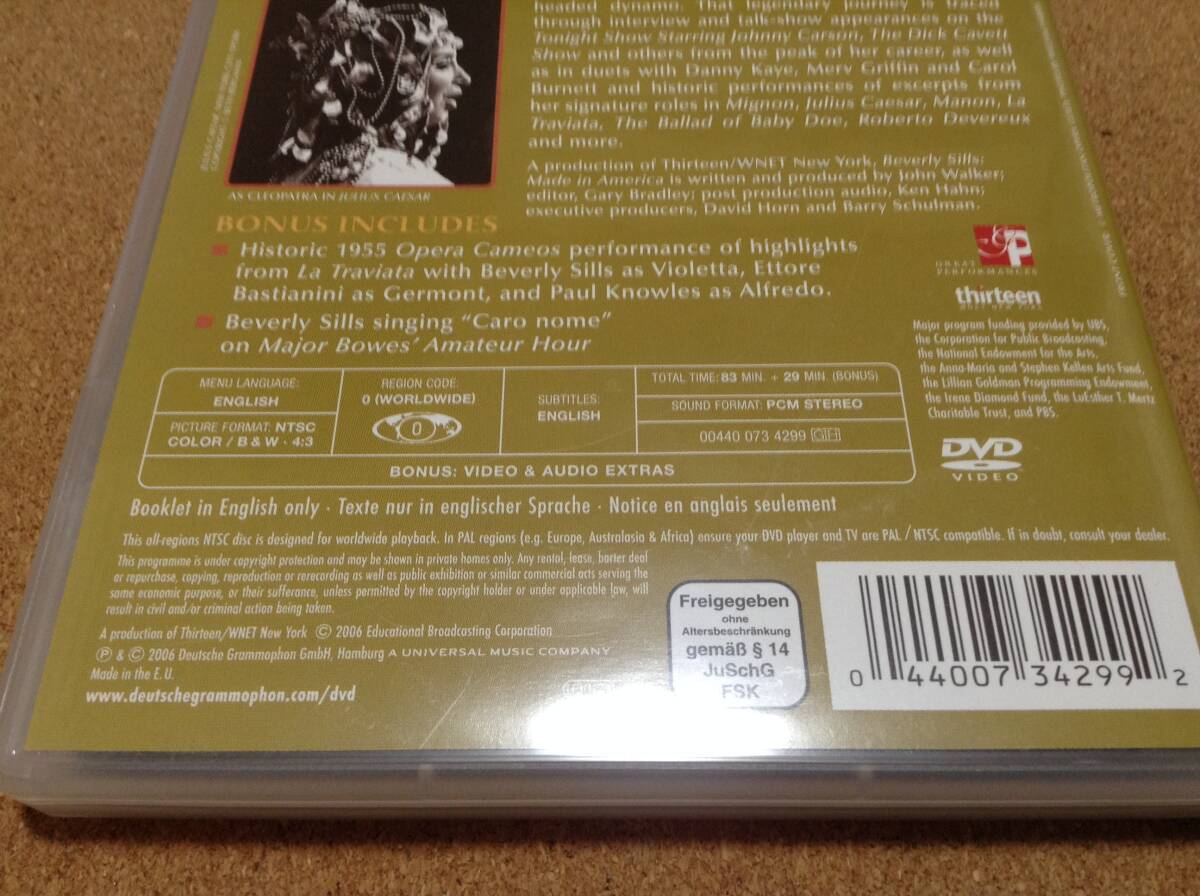 headed dynamo. That legendary journey is traced
through interview and talk-show appearances on the
Tonight Show Starring Johnny Carson, The Dick Cavett
Show and others from the peak of her career, as well
as in duets with Danny Kaye, Merv Griffin and Carol
Burnett and historic performances of excerpts from
her signature roles in Mignon, Julius Caesar, Manon, La
Traviata, The Ballad of Baby Doe, Roberto Devereux
and more.
A production of Thirteen/WNET New York, Beverly Sills:
Made in America is written and produced by John Walker;
editor, Gary Bradley; post production audio, Ken Hahn;
executive producers, David Horn and Barry Schulman.
AS CLEOPATRA IN JULIUS CAESAR
BONUS INCLUDES
Historic 1955 Opera Cameos performance of highlights
from La Traviata with Beverly Sills as Violetta, Ettore
Bastianini as Germont, and Paul Knowles as Alfredo.
Beverly Sills singing “Caro nome”
on Major Bowes’ Amateur Hour
GP
GREAT
PERFORMANCES
thirteen
Major program funding provided by UBS,
the Corporation for Public Broadcasting,
the National Endowment for the Arts,
the Anna-Maria and Stephen Kellen Arts Fund,
the Lillian Goldman Programming Endowment,
the Irene Diamond Fund, the LuEsther T. Mertz
Charitable Trust, and PBS.
DVD
VIDEO
MENU LANGUAGE:
ENGLISH
PICTURE FORMAT: NTSC
COLOR / B & W · 4:3
REGION CODE:
0 (WORLDWIDE)
0
SUBTITLES:
ENGLISH
TOTAL TIME: 83 MIN. + 29 MIN. (BONUS)
SOUND FORMAT: PCM STEREO
00440 073 4299 GH
BONUS: VIDEO & AUDIO EXTRAS
Booklet in English only · Texte nur in englischer Sprache · Notice en anglais seulement
This all-regions NTSC disc is designed for worldwide playback. In PAL regions (e.g. Europe, Australasia & Africa) ensure your DVD player and TV are PAL / NTSC compatible. If in doubt, consult your dealer.
This programme is under copyright protection and may be shown in private homes only. Any rental, lease, barter deal
or repurchase, copying, reproduction or rerecording as well as public exhibition or similar commercial acts serving the
same economic purpose, or their sufferance, unless permitted by the copyright holder or under applicable law, will
result in civil and/or criminal action being taken.
A production of Thirteen/WNET New York © 2006 Educational Broadcasting Corporation
℗ & © 2006 Deutsche Grammophon GmbH, Hamburg A UNIVERSAL MUSIC COMPANY
Made in the E. U.
www.deutschegrammophon.com/dvd
Freigegeben
ohne
Altersbeschränkung
gemäß § 14
JuSchG
FSK
0 44007 34299 2